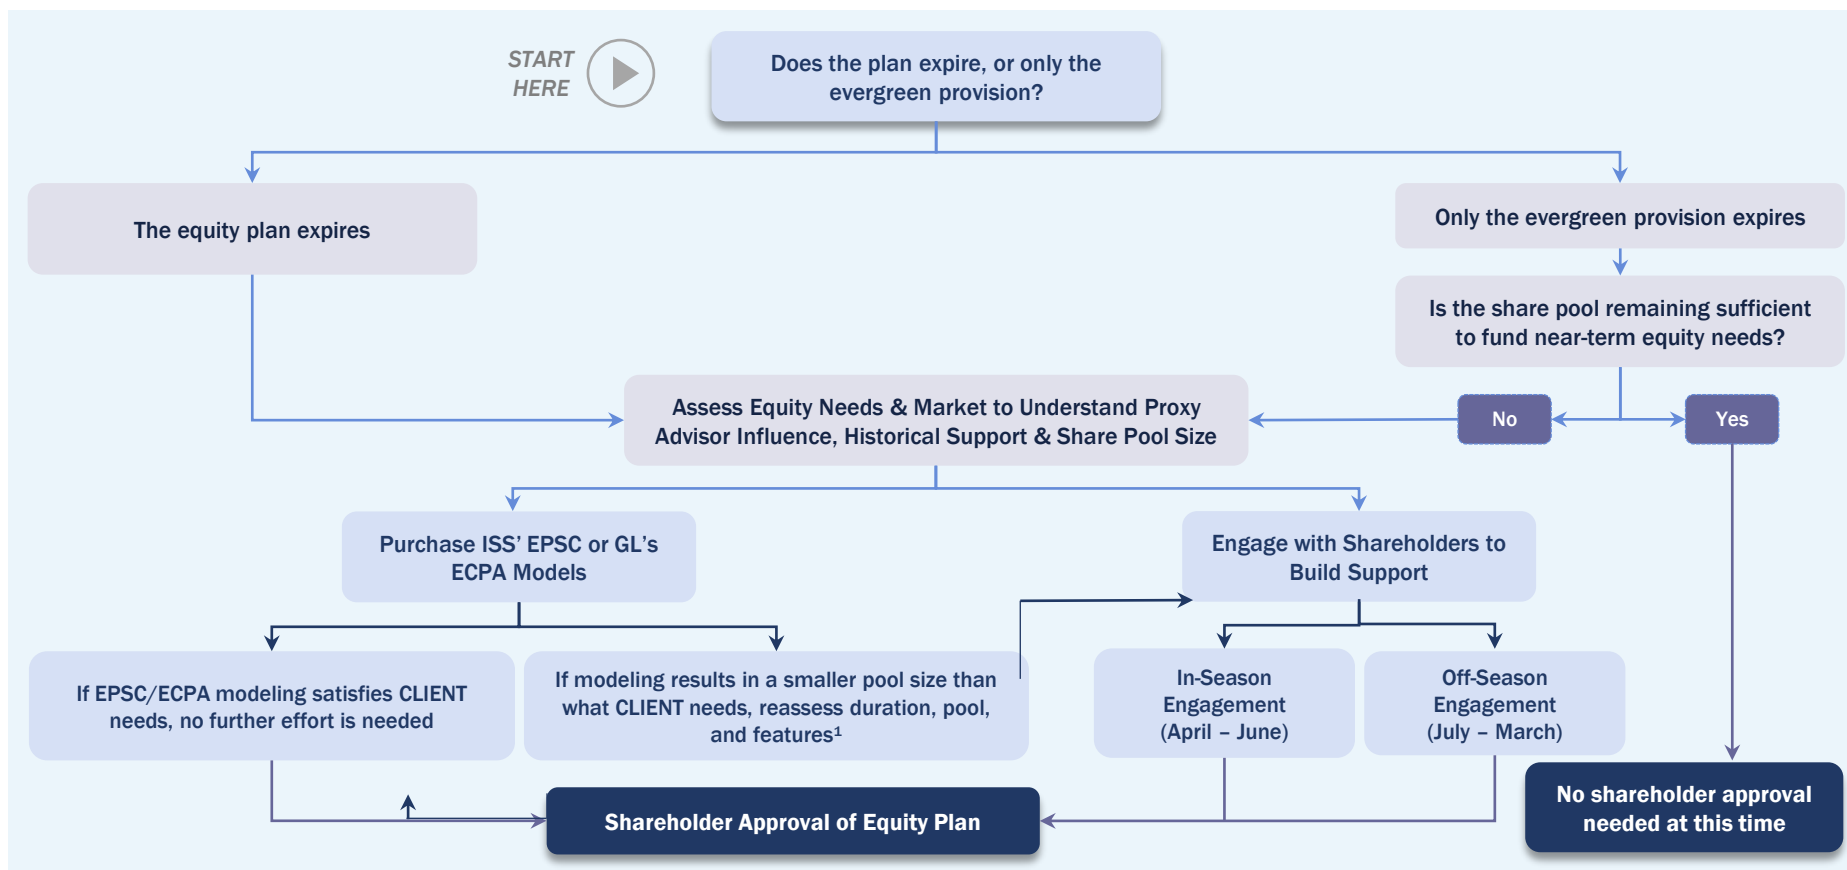 START
HERE
Does the plan expire, or only the
evergreen provision?
The equity plan expires
Only the evergreen provision expires
Is the share pool remaining sufficient
to fund near-term equity needs?
Assess Equity Needs & Market to Understand Proxy
Advisor Influence, Historical Support & Share Pool Size
No
Yes
Purchase ISS’ EPSC or GL’s
ECPA Models
Engage with Shareholders to
Build Support
If EPSC/ECPA modeling satisfies CLIENT
needs, no further effort is needed
If modeling results in a smaller pool size than
what CLIENT needs, reassess duration, pool,
and features¹
In-Season
Engagement
(April – June)
Off-Season
Engagement
(July – March)
Shareholder Approval of Equity Plan
No shareholder approval
needed at this time